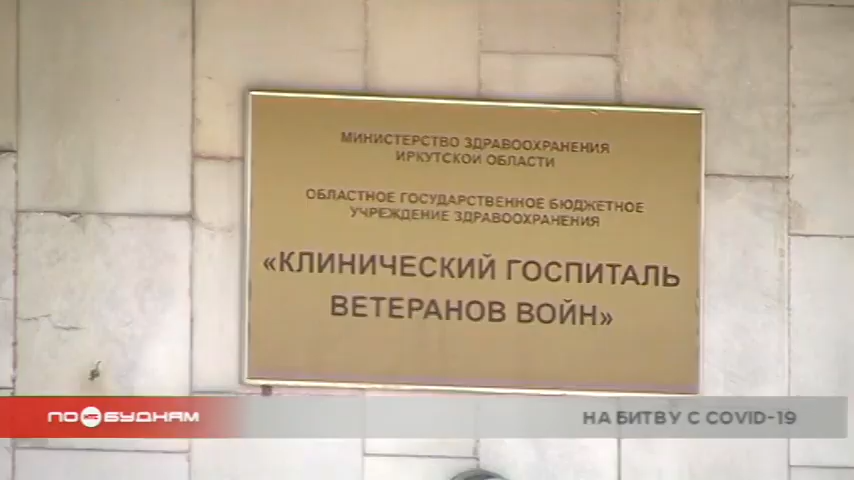 МИНИСТЕРСТВО ЗДРАВООХРАНЕНИЯ
ИРКУТСКОЙ ОБЛАСТИ
ОБЛАСТНОЕ ГОСУДАРСТВЕННОЕ БЮДЖЕТНОЕ
УЧРЕЖДЕНИЕ ЗДРАВООХРАНЕНИЯ
«КЛИНИЧЕСКИЙ ГОСПИТАЛЬ
ВЕТЕРАНОВ ВОЙН»
ПО БУДНЯМ
НА БИТВУ С COVID-19